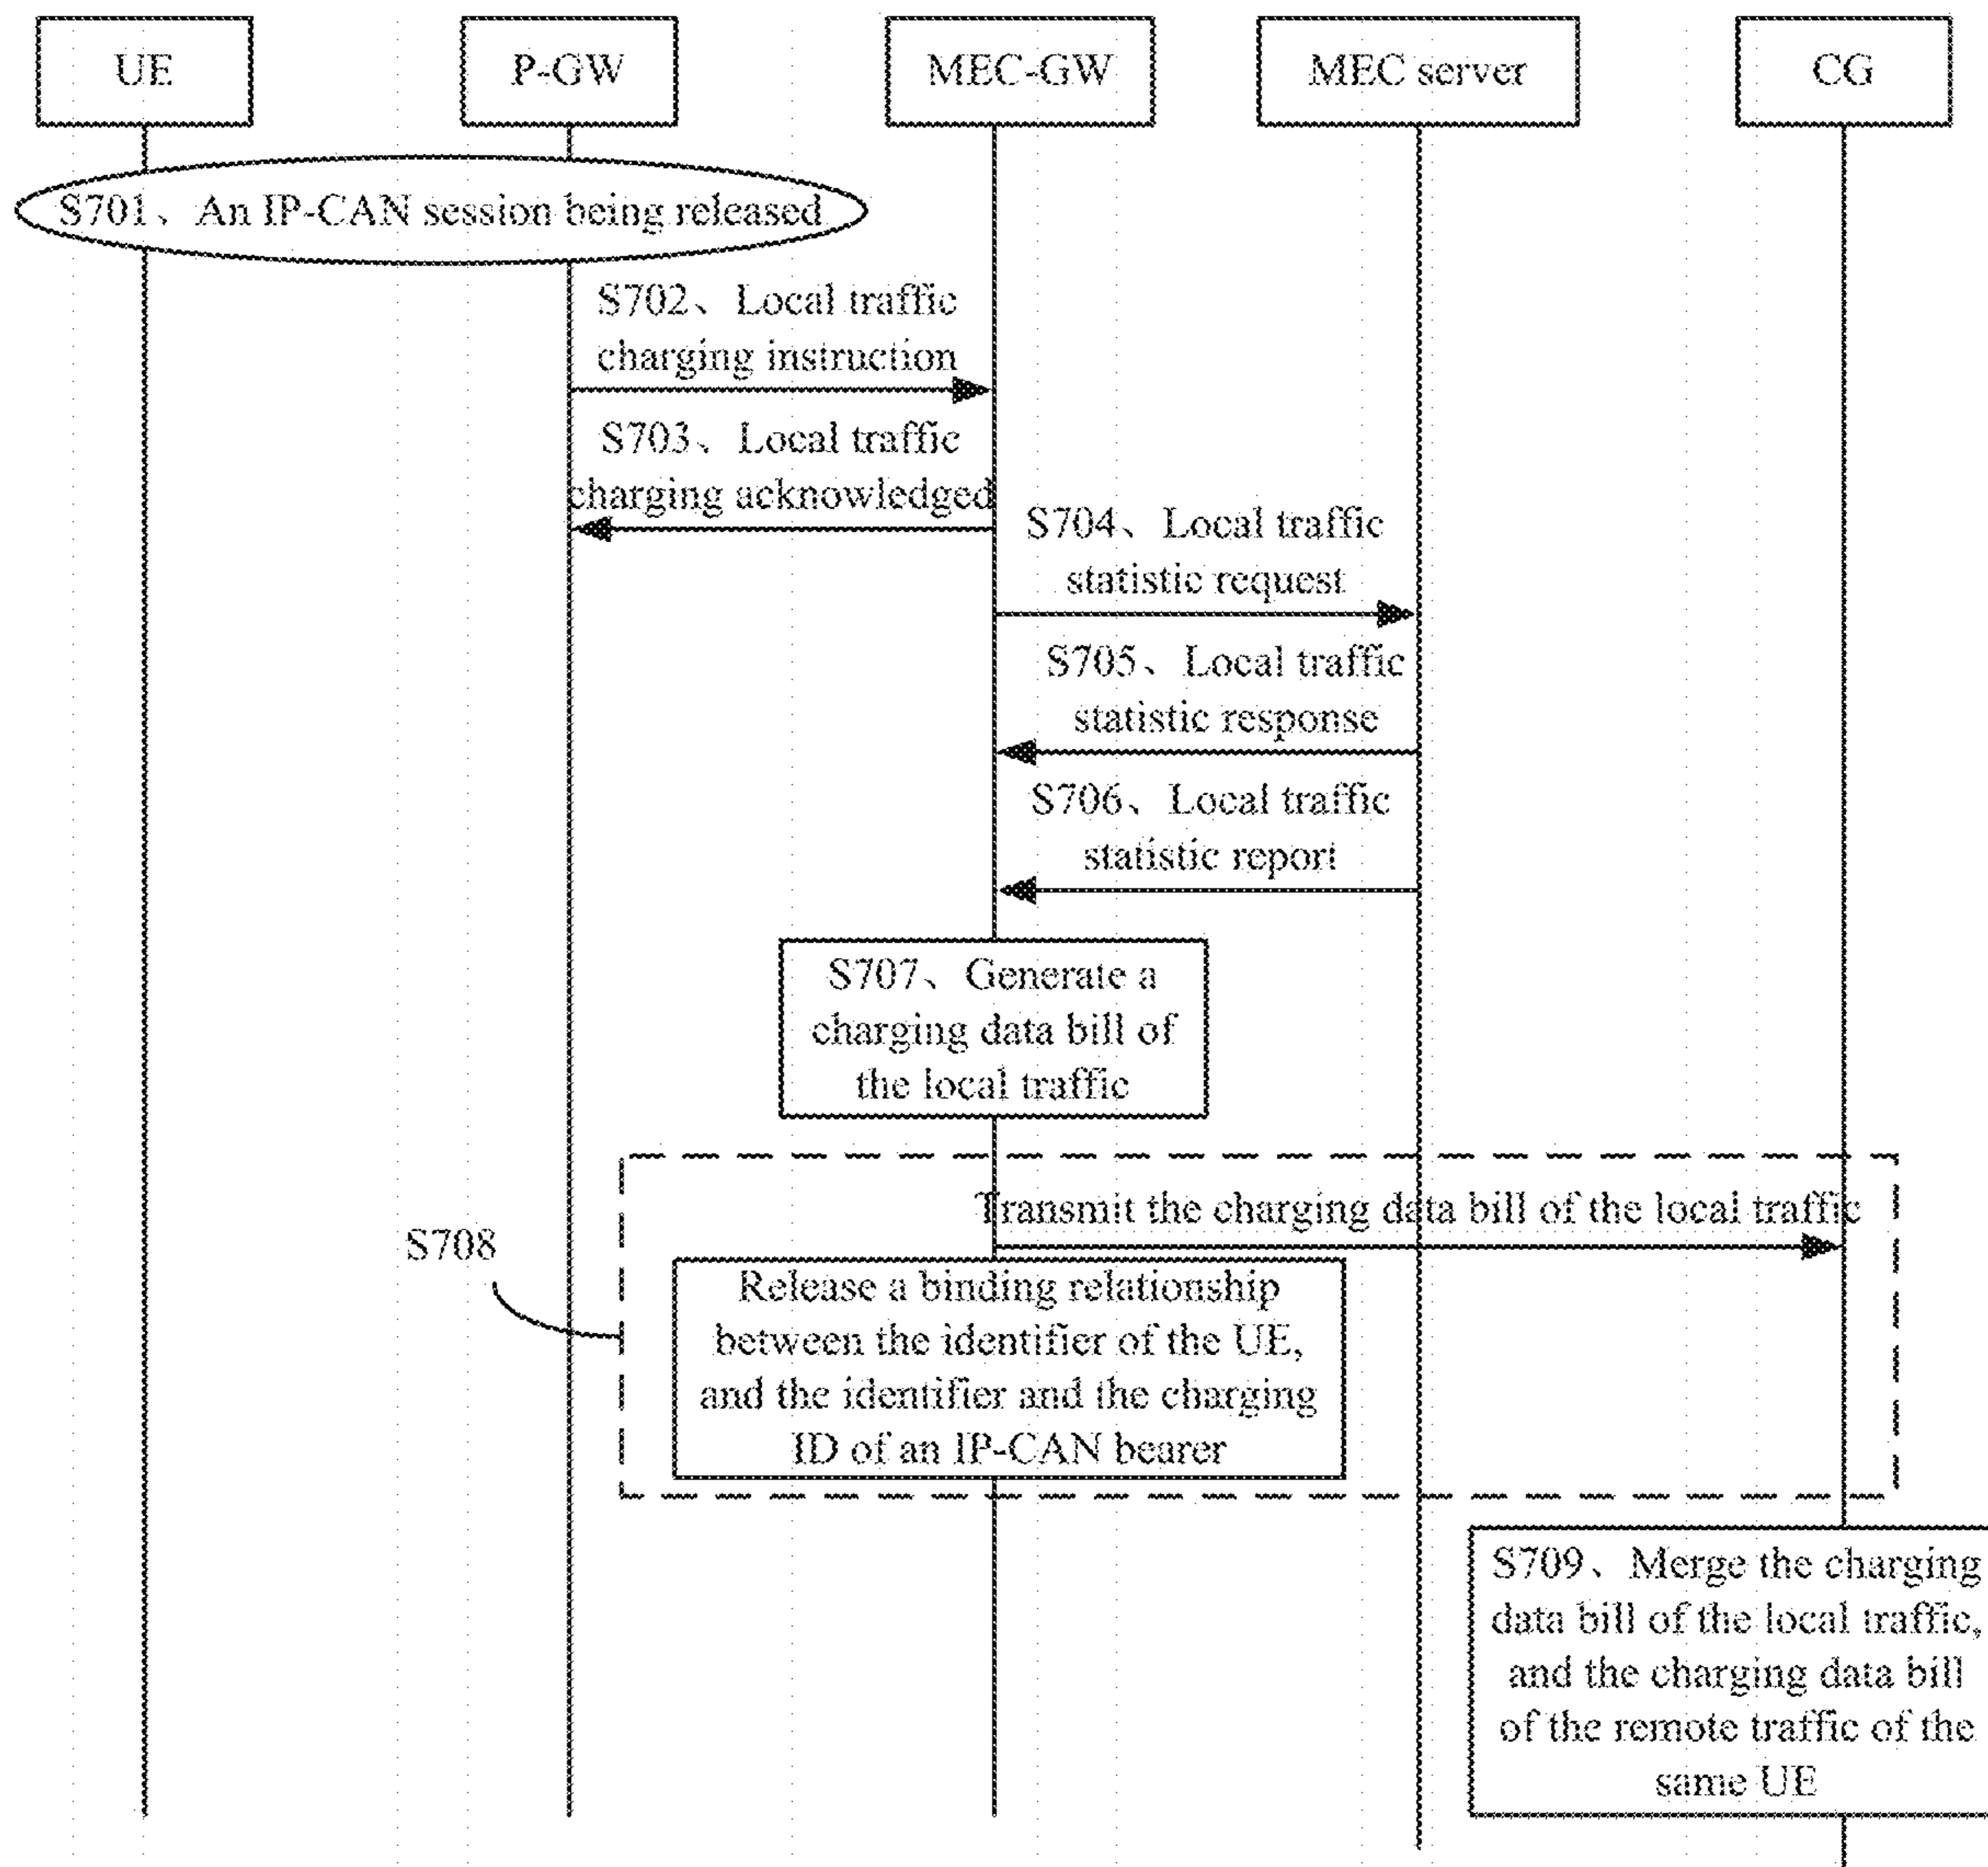 UE
P-GW
MEC-GW
MEC server
CG
S701、An IP-CAN session being released
S702、Local traffic
charging instruction
S703、Local traffic
charging acknowledged
S704、Local traffic
statistic request
S705、Local traffic
statistic response
S706、Local traffic
statistic report
S707、Generate a
charging data bill of
the local traffic
Transmit the charging data bill of the local traffic
S708
Release a binding relationship
between the identifier of the UE,
and the identifier and the charging
ID of an IP-CAN bearer
S709、Merge the charging
data bill of the local traffic,
and the charging data bill
of the remote traffic of the
same UE